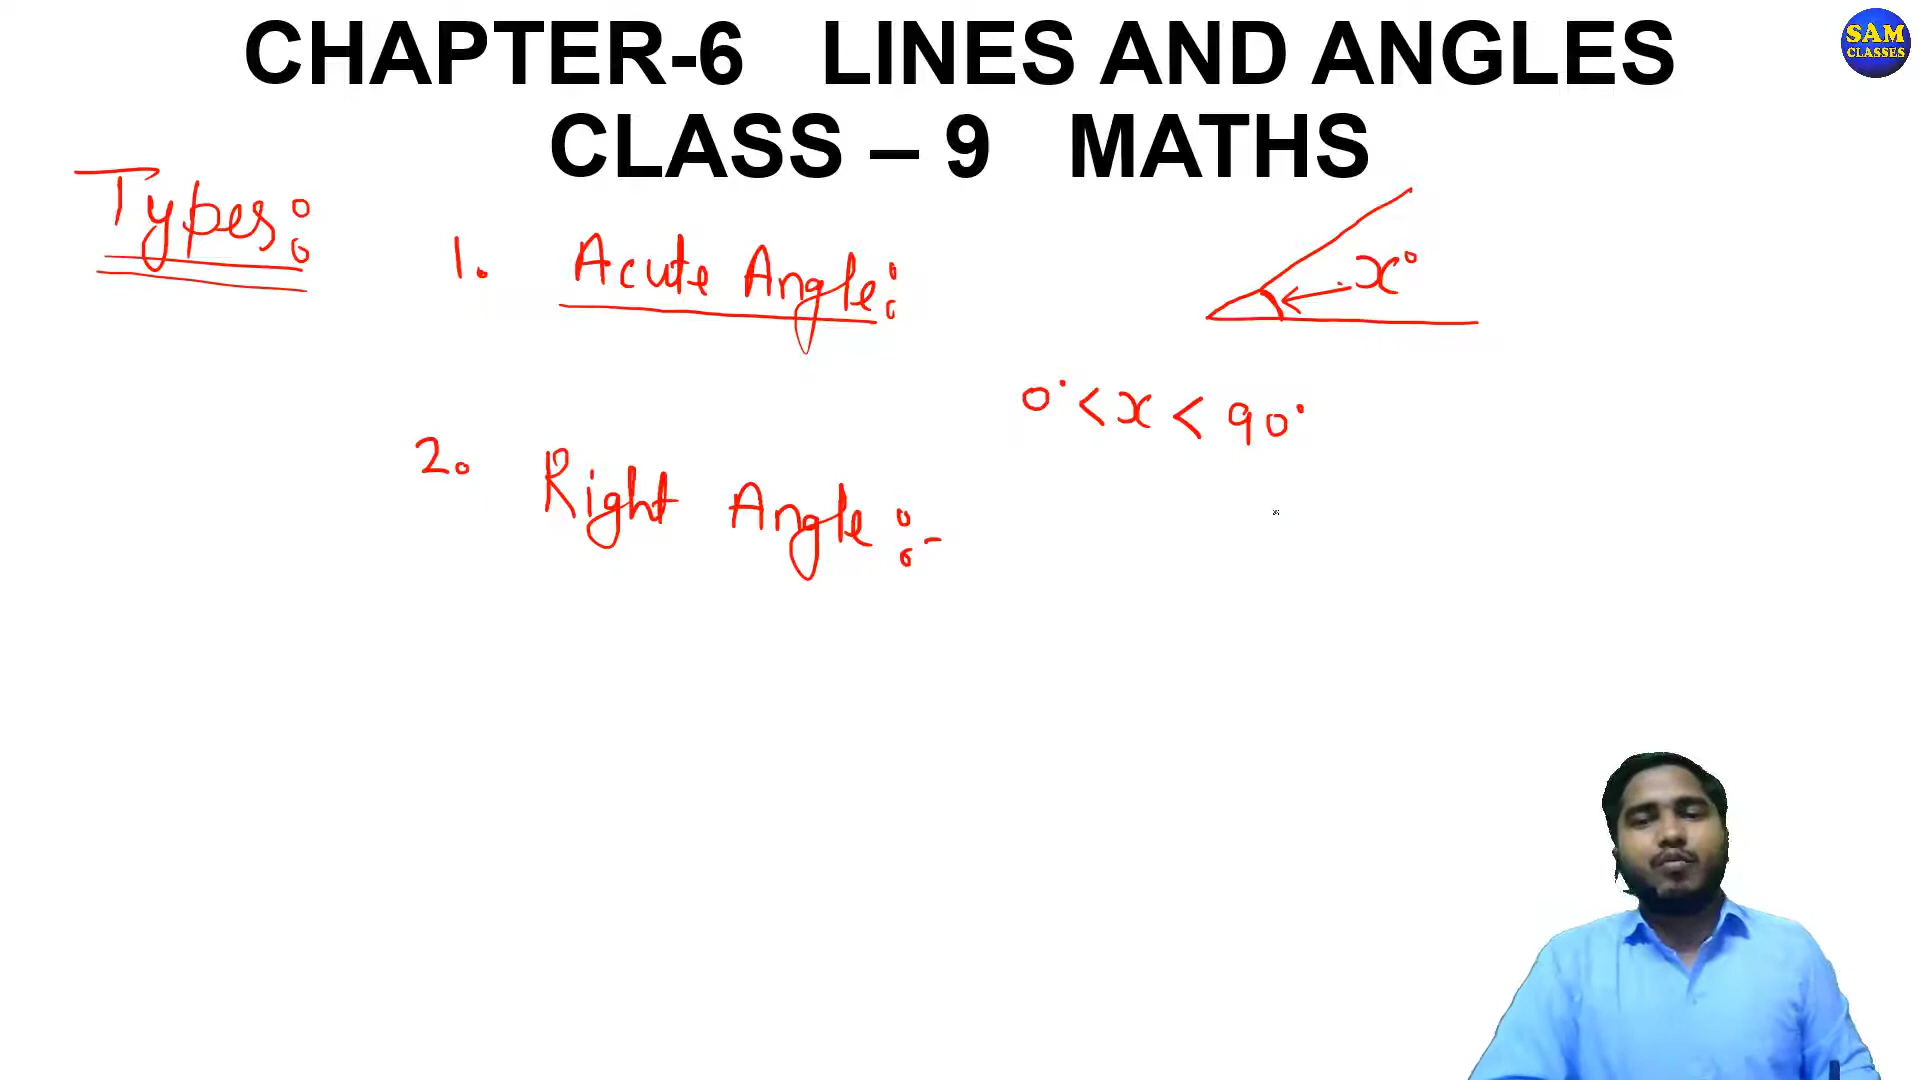 CHAPTER-6 LINES AND ANGLES
CLASS – 9 MATHS
SAM
CLASSES
Types:
1. Acute Angle:
x°
0° < x < 90°
2. Right Angle :-